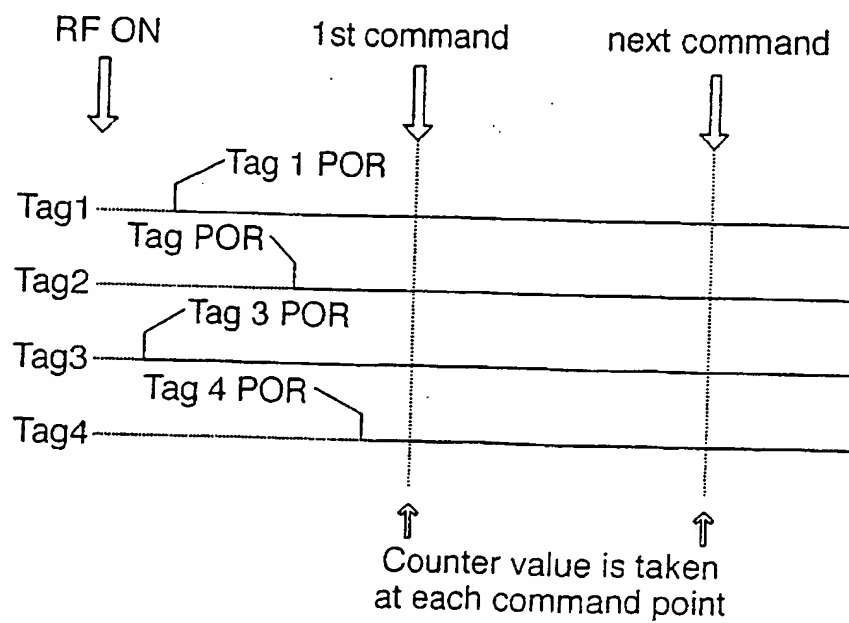 RF ON
1st command
next command
Tag 1 POR
Tag1
Tag POR
Tag2
Tag 3 POR
Tag3
Tag 4 POR
Tag4
Counter value is taken
at each command point